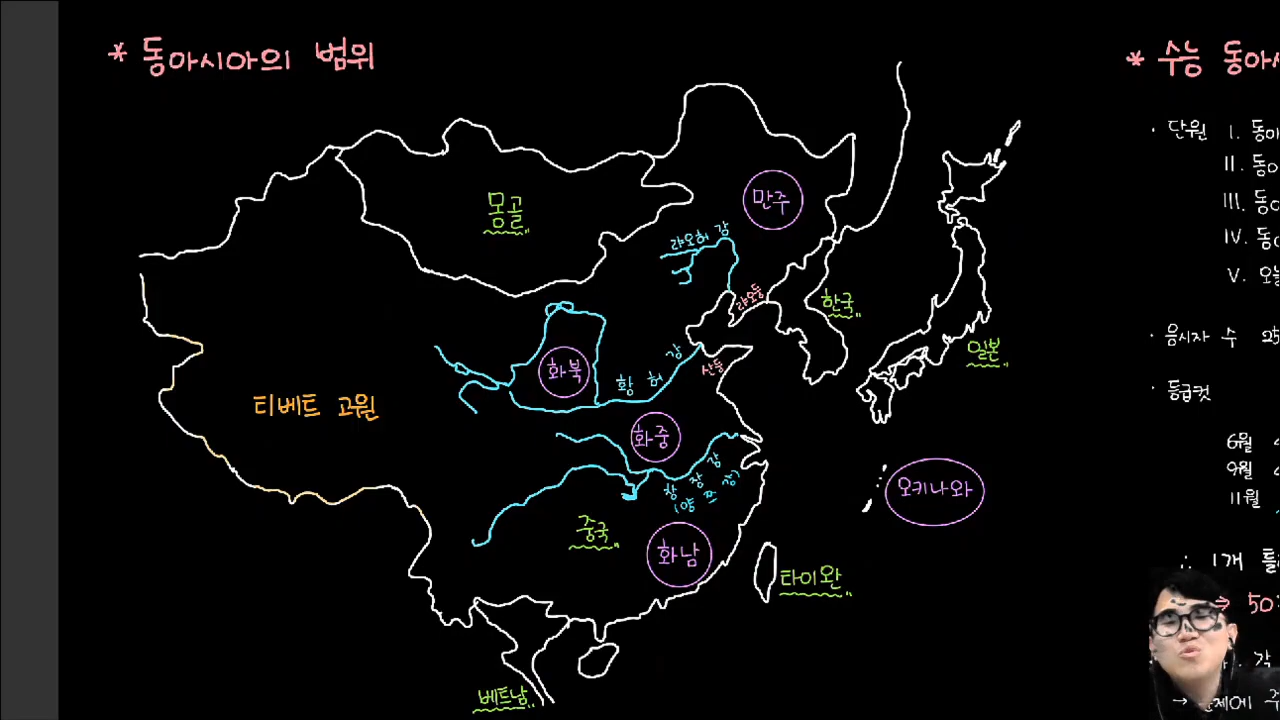 * 동아시아의 범위
몽골
만주
랴오허 강
랴오둥
한국
일본
화북
황 허 강
산둥
티베트 고원
화중
창 장 강
(양 쯔 강)
중국
화남
오키나와
타이완
베트남
* 수능 동아
· 단원 I. 동아
II. 동아
III. 동
IV. 동
V. 오늘
· 응시자 수
· 등급컷
6월
9월
11월
∴ 1개 틀
→ 50